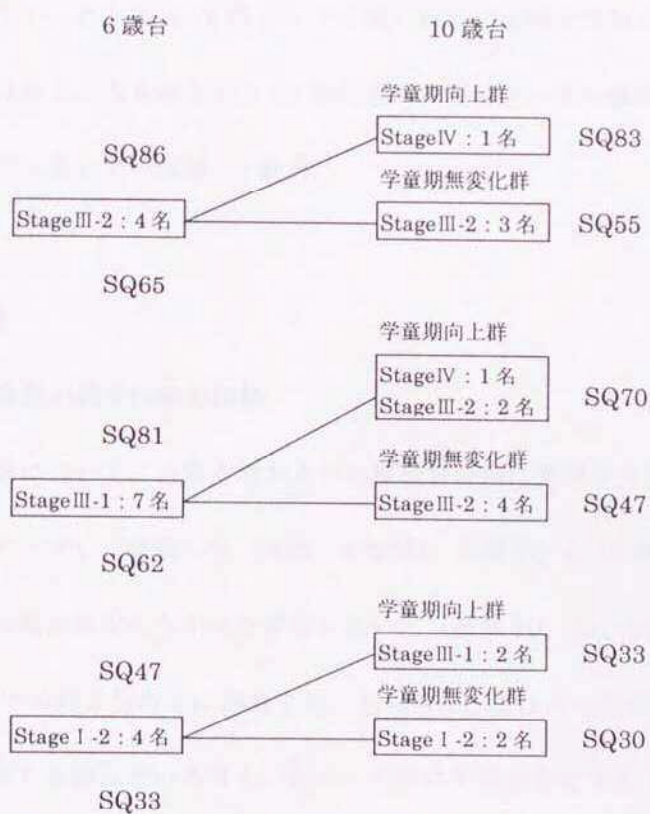 6歳台 10歳台
学童期向上群
SQ86 StageⅣ：1名 SQ83
学童期無変化群
StageⅢ-2：4名 StageⅢ-2：3名 SQ55
SQ65
学童期向上群
StageⅣ：1名
StageⅢ-2：2名 SQ70
SQ81
学童期無変化群
StageⅢ-1：7名 StageⅢ-2：4名 SQ47
SQ62
学童期向上群
SQ47 StageⅢ-1：2名 SQ33
学童期無変化群
StageⅠ-2：4名 StageⅠ-2：2名 SQ30
SQ33